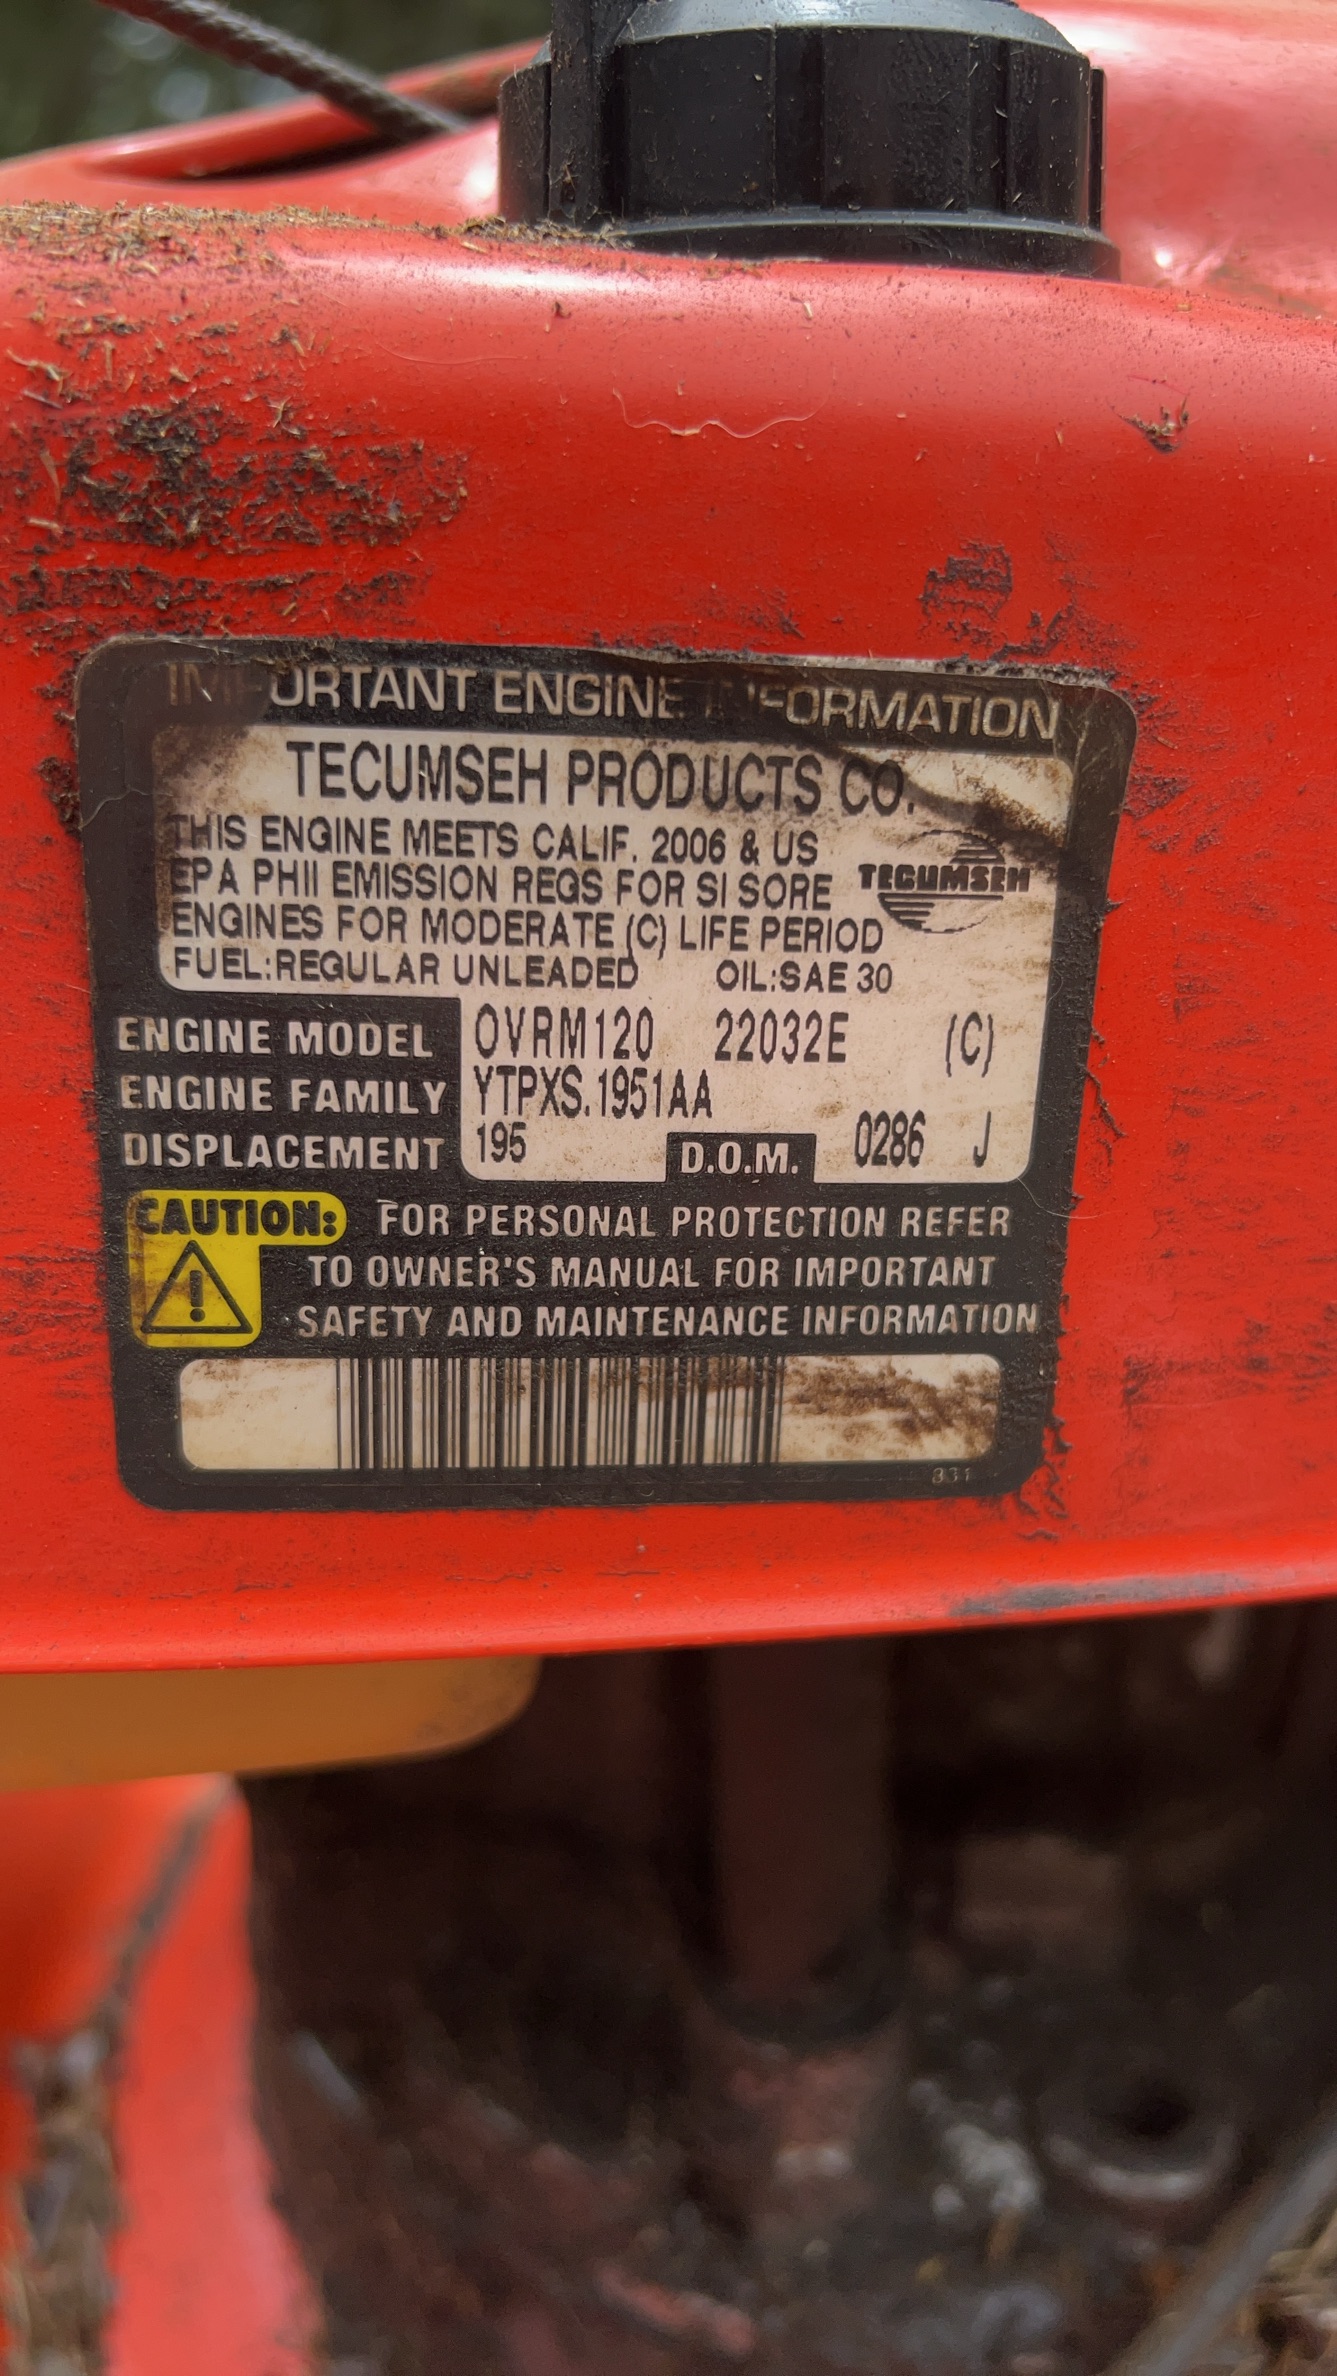 IMPORTANT ENGINE INFORMATION
TECUMSEH PRODUCTS CO.
THIS ENGINE MEETS CALIF. 2006 & US
EPA PHII EMISSION REGS FOR SI SORE
ENGINES FOR MODERATE (C) LIFE PERIOD
FUEL:REGULAR UNLEADED OIL:SAE 30
TECUMSEH
ENGINE MODEL OVRM120 22032E (C)
ENGINE FAMILY YTPXS.1951AA
DISPLACEMENT 195 D.O.M. 0286 J
CAUTION: FOR PERSONAL PROTECTION REFER
TO OWNER'S MANUAL FOR IMPORTANT
SAFETY AND MAINTENANCE INFORMATION
831